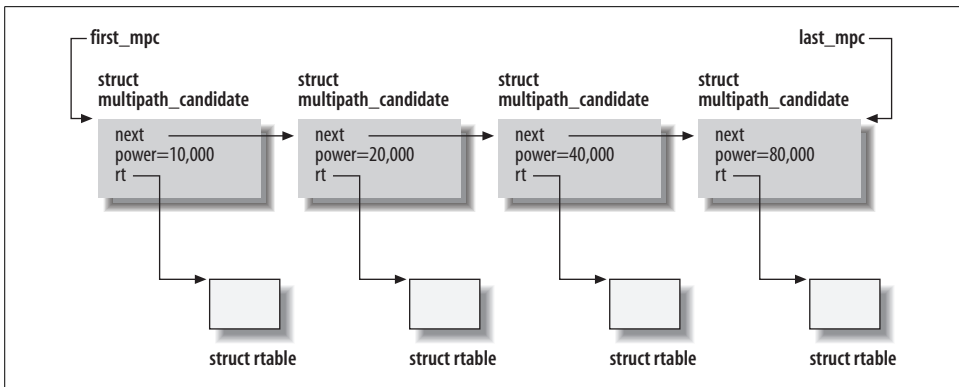 first_mpc
last_mpc
struct
multipath_candidate
struct
multipath_candidate
struct
multipath_candidate
struct
multipath_candidate
next
power=10,000
rt
next
power=20,000
rt
next
power=40,000
rt
next
power=80,000
rt
struct rtable
struct rtable
struct rtable
struct rtable